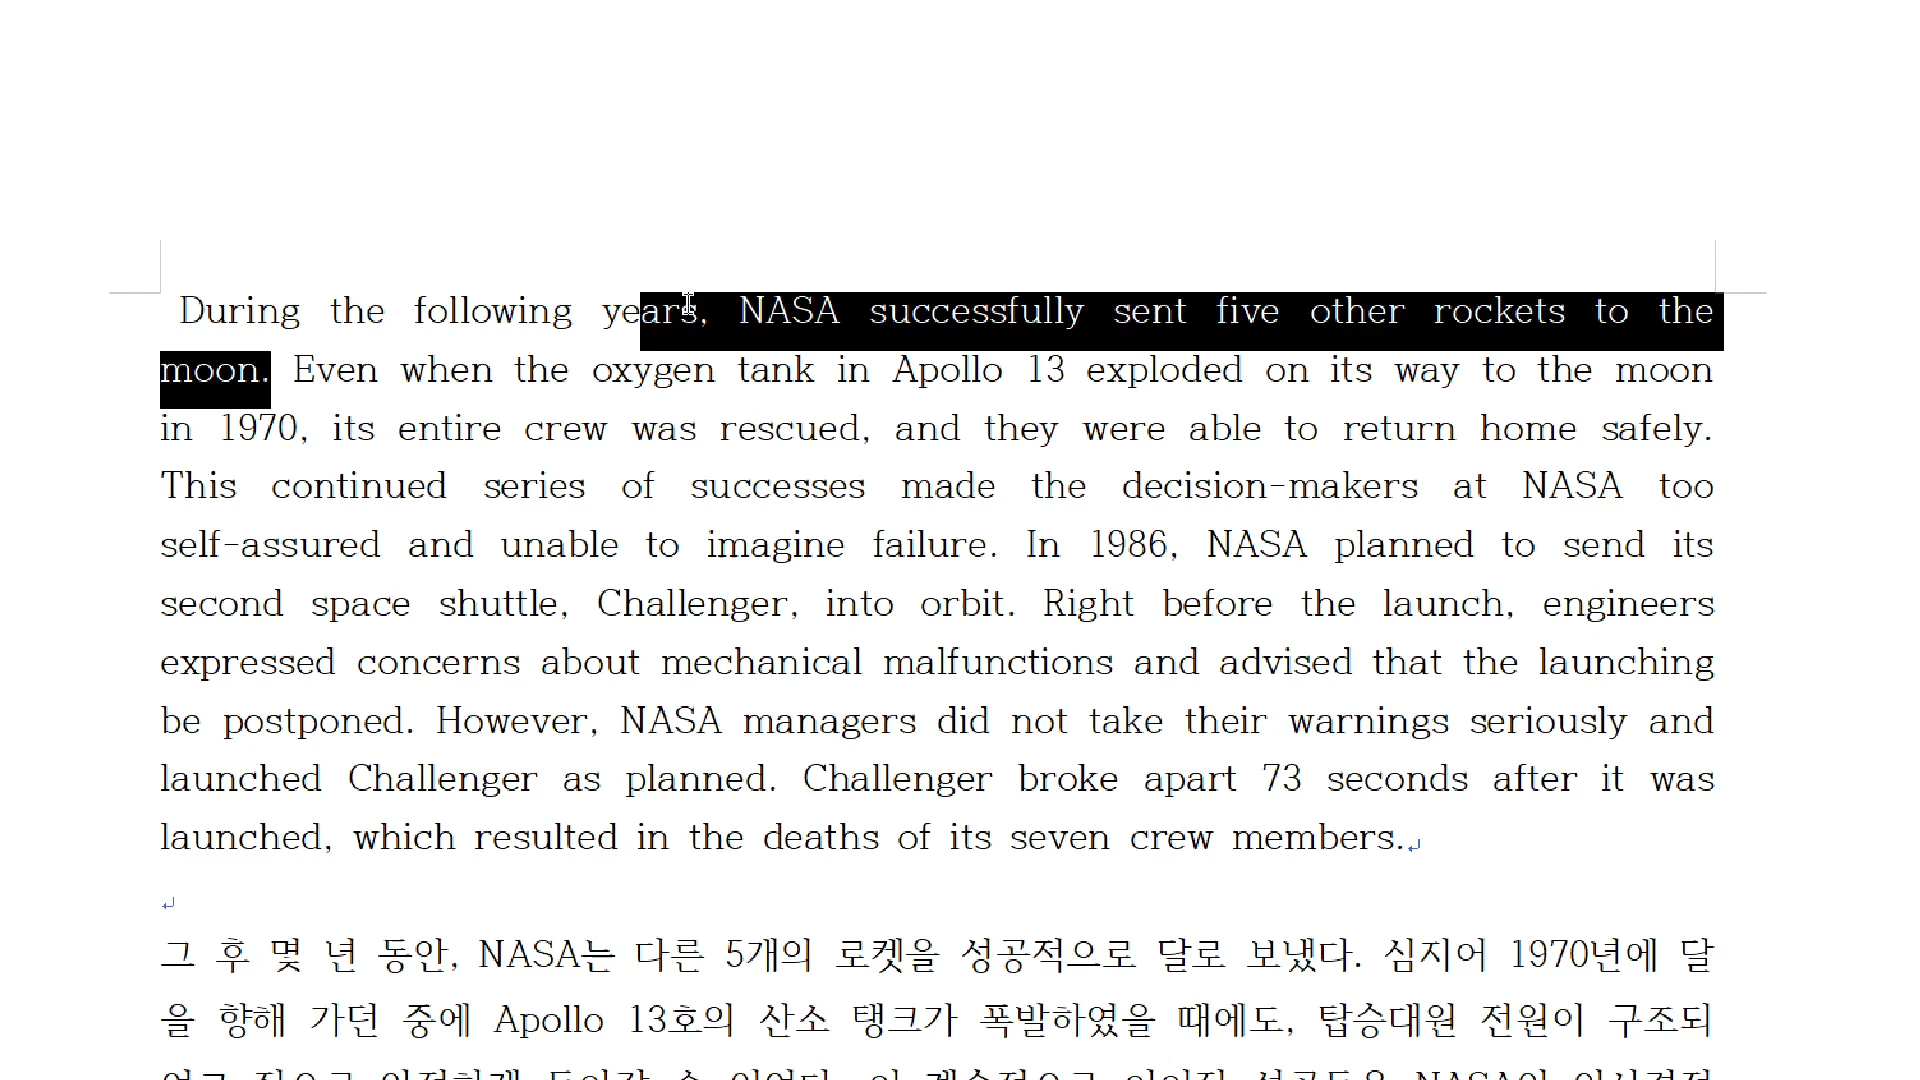 During the following years, NASA successfully sent five other rockets to the
moon. Even when the oxygen tank in Apollo 13 exploded on its way to the moon
in 1970, its entire crew was rescued, and they were able to return home safely.
This continued series of successes made the decision-makers at NASA too
self-assured and unable to imagine failure. In 1986, NASA planned to send its
second space shuttle, Challenger, into orbit. Right before the launch, engineers
expressed concerns about mechanical malfunctions and advised that the launching
be postponed. However, NASA managers did not take their warnings seriously and
launched Challenger as planned. Challenger broke apart 73 seconds after it was
launched, which resulted in the deaths of its seven crew members.
그 후 몇 년 동안, NASA는 다른 5개의 로켓을 성공적으로 달로 보냈다. 심지어 1970년에 달
을 향해 가던 중에 Apollo 13호의 산소 탱크가 폭발하였을 때에도, 탑승대원 전원이 구조되